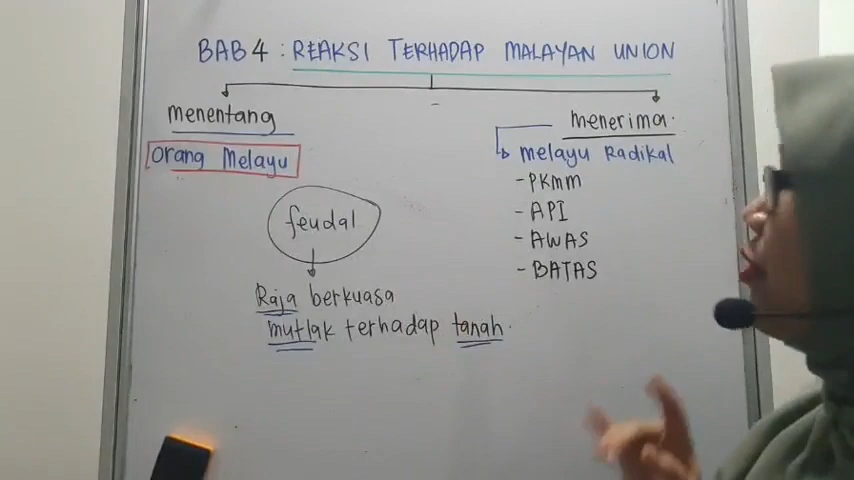 BAB 4 : REAKSI TERHADAP MALAYAN UNION
menentang
Orang Melayu
feudal
Raja berkuasa
mutlak terhadap tanah.
menerima.
melayu Radikal
- PKMM
- API
- AWAS
- BATAS